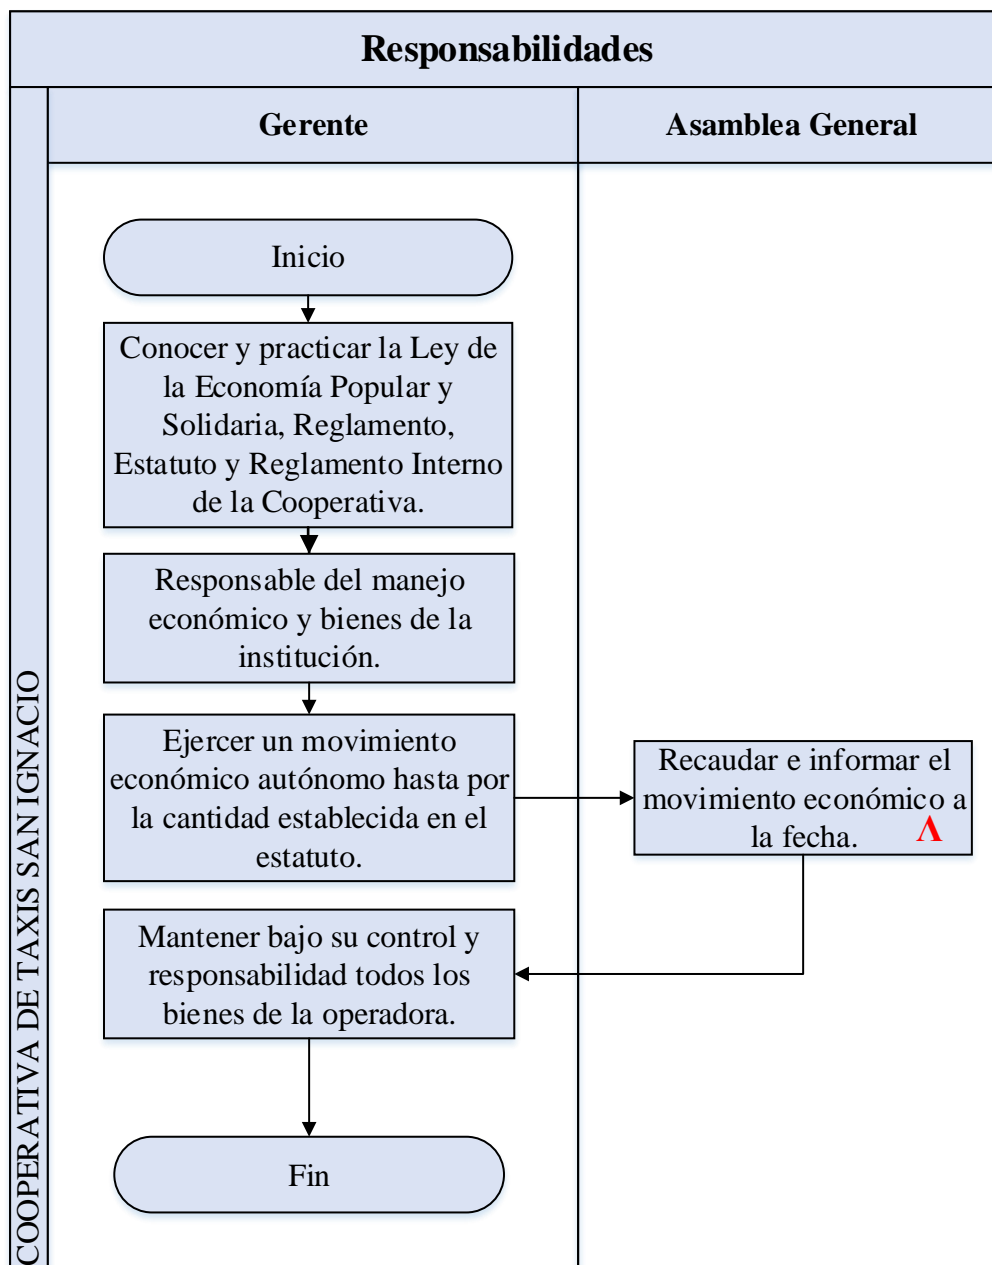 Responsabilidades
Gerente
Asamblea General
COOPERATIVA DE TAXIS SAN IGNACIO
Inicio
Conocer y practicar la Ley de
la Economía Popular y
Solidaria, Reglamento,
Estatuto y Reglamento Interno
de la Cooperativa.
Responsable del manejo
económico y bienes de la
institución.
Ejercer un movimiento
económico autónomo hasta por
la cantidad establecida en el
estatuto.
Recaudar e informar el
movimiento económico a
la fecha. Λ
Mantener bajo su control y
responsabilidad todos los
bienes de la operadora.
Fin